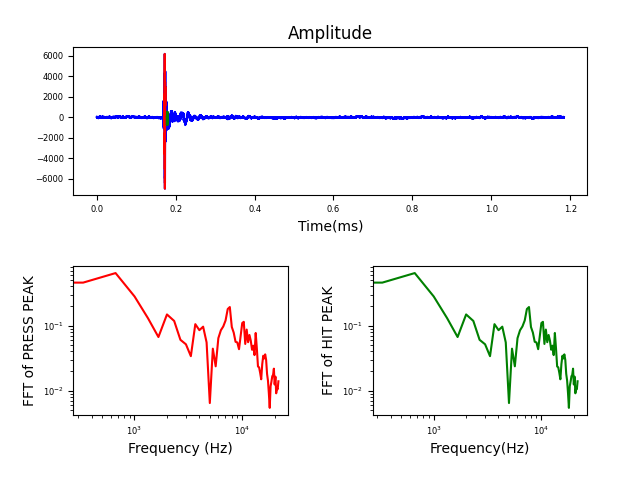 Amplitude
6000
4000
2000
0
−2000
−4000
−6000
0.0 0.2 0.4 0.6 0.8 1.0 1.2
Time(ms)
FFT of PRESS PEAK
10⁻¹
10⁻²
10³ 10⁴
Frequency (Hz)
FFT of HIT PEAK
10⁻¹
10⁻²
10³ 10⁴
Frequency(Hz)